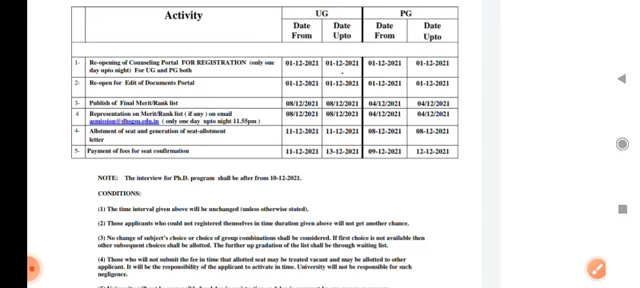 Activity UG PG
Date From Date Upto Date From Date Upto
1- Re-opening of Counseling Portal FOR REGISTRATION (only one day upto night) For UG and PG both 01-12-2021 01-12-2021 01-12-2021 01-12-2021
2- Re-open for Edit of Documents Portal 01-12-2021 01-12-2021 01-12-2021 01-12-2021
3- Publish of Final Merit/Rank list 08/12/2021 08/12/2021 04/12/2021 04/12/2021
4 Representation on Merit/Rank list ( if any ) on email asmission@dhsgsu.edu.in ( only one day upto night 11.55pm ) 08/12/2021 08/12/2021 04/12/2021 04/12/2021
4- Allotment of seat and generation of seat-allotment letter 11-12-2021 11-12-2021 08-12-2021 08-12-2021
5- Payment of fees for seat confirmation 11-12-2021 13-12-2021 09-12-2021 12-12-2021
NOTE: The interview for Ph.D. program shall be after from 10-12-2021.
CONDITIONS:
(1) The time interval given above will be unchanged (unless otherwise stated).
(2) Those applicants who could not registered themselves in time duration given above will not get another chance.
(3) No change of subject's choice or choice of group combinations shall be considered. If first choice is not available then
other subsequent choices shall be allotted. The further up gradation of the list shall be through waiting list.
(4) Those who will not submit the fee in time that allotted seat may be treated vacant and may be allotted to other
applicant. It will be the responsibility of the applicant to activate in time. University will not be responsible for such
negligence.